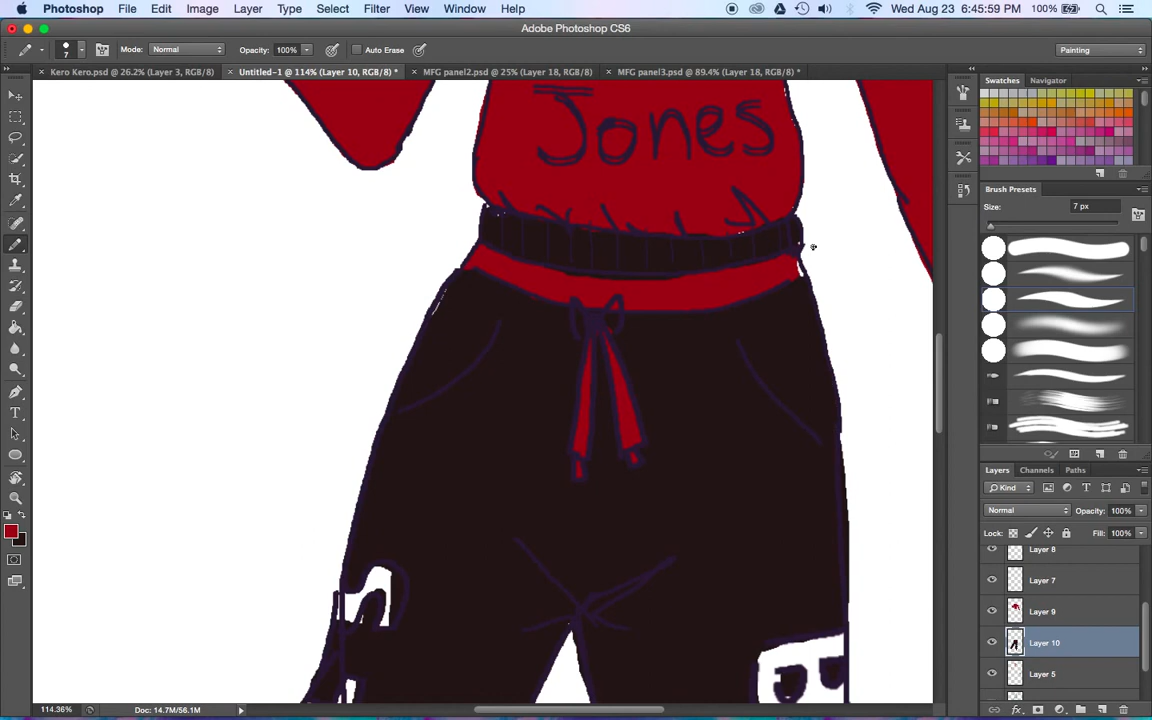 Photoshop File Edit Image Layer Type Select Filter View Window Help Wed Aug 23 6:45:59 100%
Adobe Photoshop CS6
7 Mode: Normal Opacity: 100% Auto Erase Painting
Kero Kero.psd @ 26.2% (Layer 3, RGB/8) Untitled-1 @ 114% (Layer 10, RGB/8) * MFG panel2.psd @ 25% (Layer 18, RGB/8) MFG panel3.psd @ 89.4% (Layer 18, RGB/8) *
Swatches Navigator
Jones
Brush Presets
Size: 7 px
Layers Channels Paths
Kind
Normal Opacity: 100%
Lock: Fill: 100%
Layer 8
Layer 7
Layer 9
Layer 10
Layer 5
114.36% Doc: 14.7M/56.1M